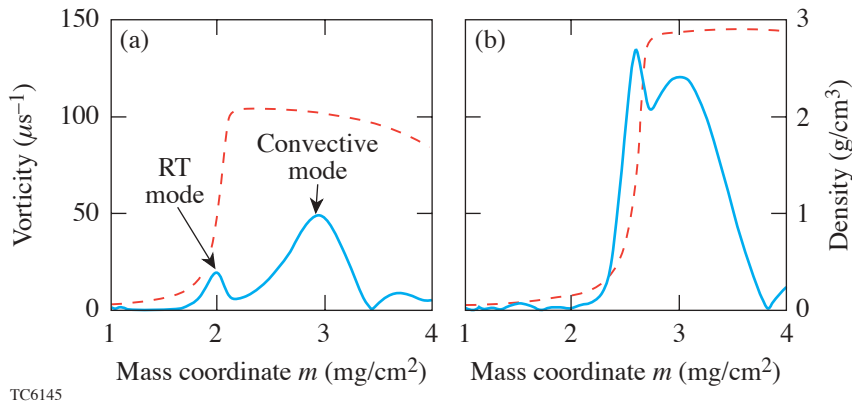 (a)
(b)
150
100
50
0
Vorticity (μs⁻¹)
RT
mode
Convective
mode
3
2
1
0
Density (g/cm³)
1 2 3 4
1 2 3 4
Mass coordinate m (mg/cm²)
Mass coordinate m (mg/cm²)
TC6145